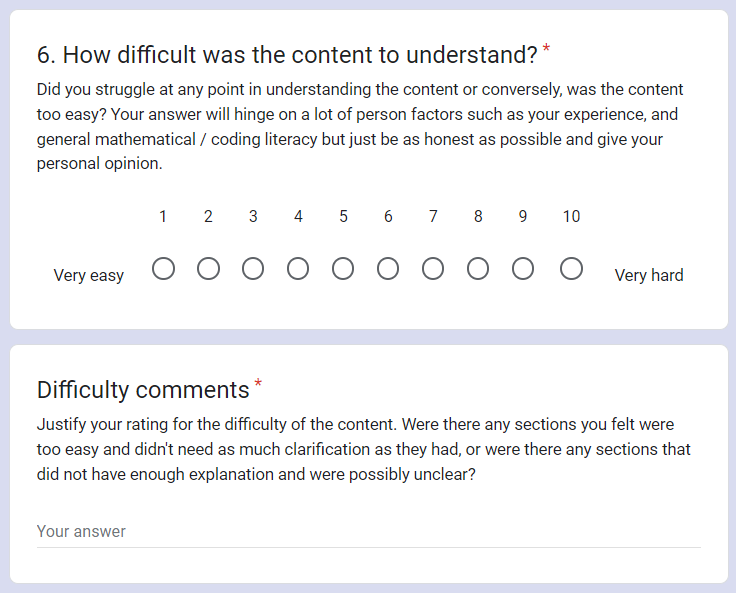 6. How difficult was the content to understand? *
Did you struggle at any point in understanding the content or conversely, was the content
too easy? Your answer will hinge on a lot of person factors such as your experience, and
general mathematical / coding literacy but just be as honest as possible and give your
personal opinion.
1 2 3 4 5 6 7 8 9 10
Very easy Very hard
Difficulty comments *
Justify your rating for the difficulty of the content. Were there any sections you felt were
too easy and didn't need as much clarification as they had, or were there any sections that
did not have enough explanation and were possibly unclear?
Your answer